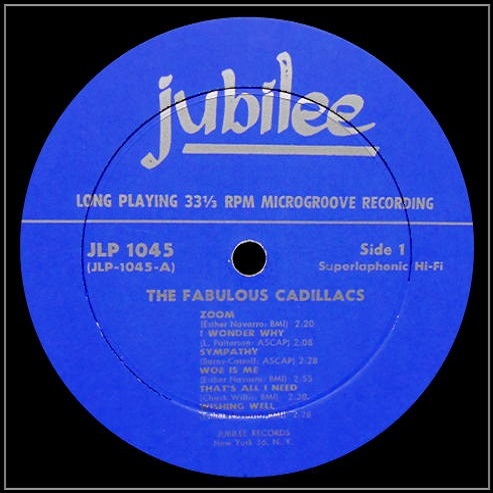 jubilee
LONG PLAYING 33⅓ RPM MICROGROOVE RECORDING
JLP 1045
(JLP-1045-A)
Side 1
Superlaphonic Hi-Fi
THE FABULOUS CADILLACS
ZOOM
(Esther Navarro: BMI) 2:20
I WONDER WHY
(L. Patterson: ASCAP) 2:08
SYMPATHY
ASCAP) 2:28
WOE IS ME
(Esther Navarro: BMI) 2:55
THAT'S ALL I NEED
(Chuck Willis: BMI) 2:20
WISHING WELL
BMI) 2:28
JUBILEE RECORDS
New York 36, N. Y.